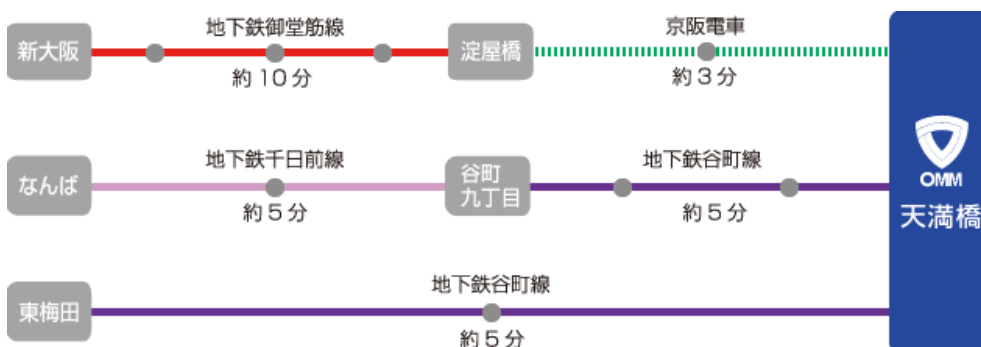 地下鉄御堂筋線
京阪電車
新大阪
淀屋橋
約10分
約3分
地下鉄千日前線
地下鉄谷町線
なんば
谷町
九丁目
約5分
約5分
OMM
天満橋
地下鉄谷町線
東梅田
約5分